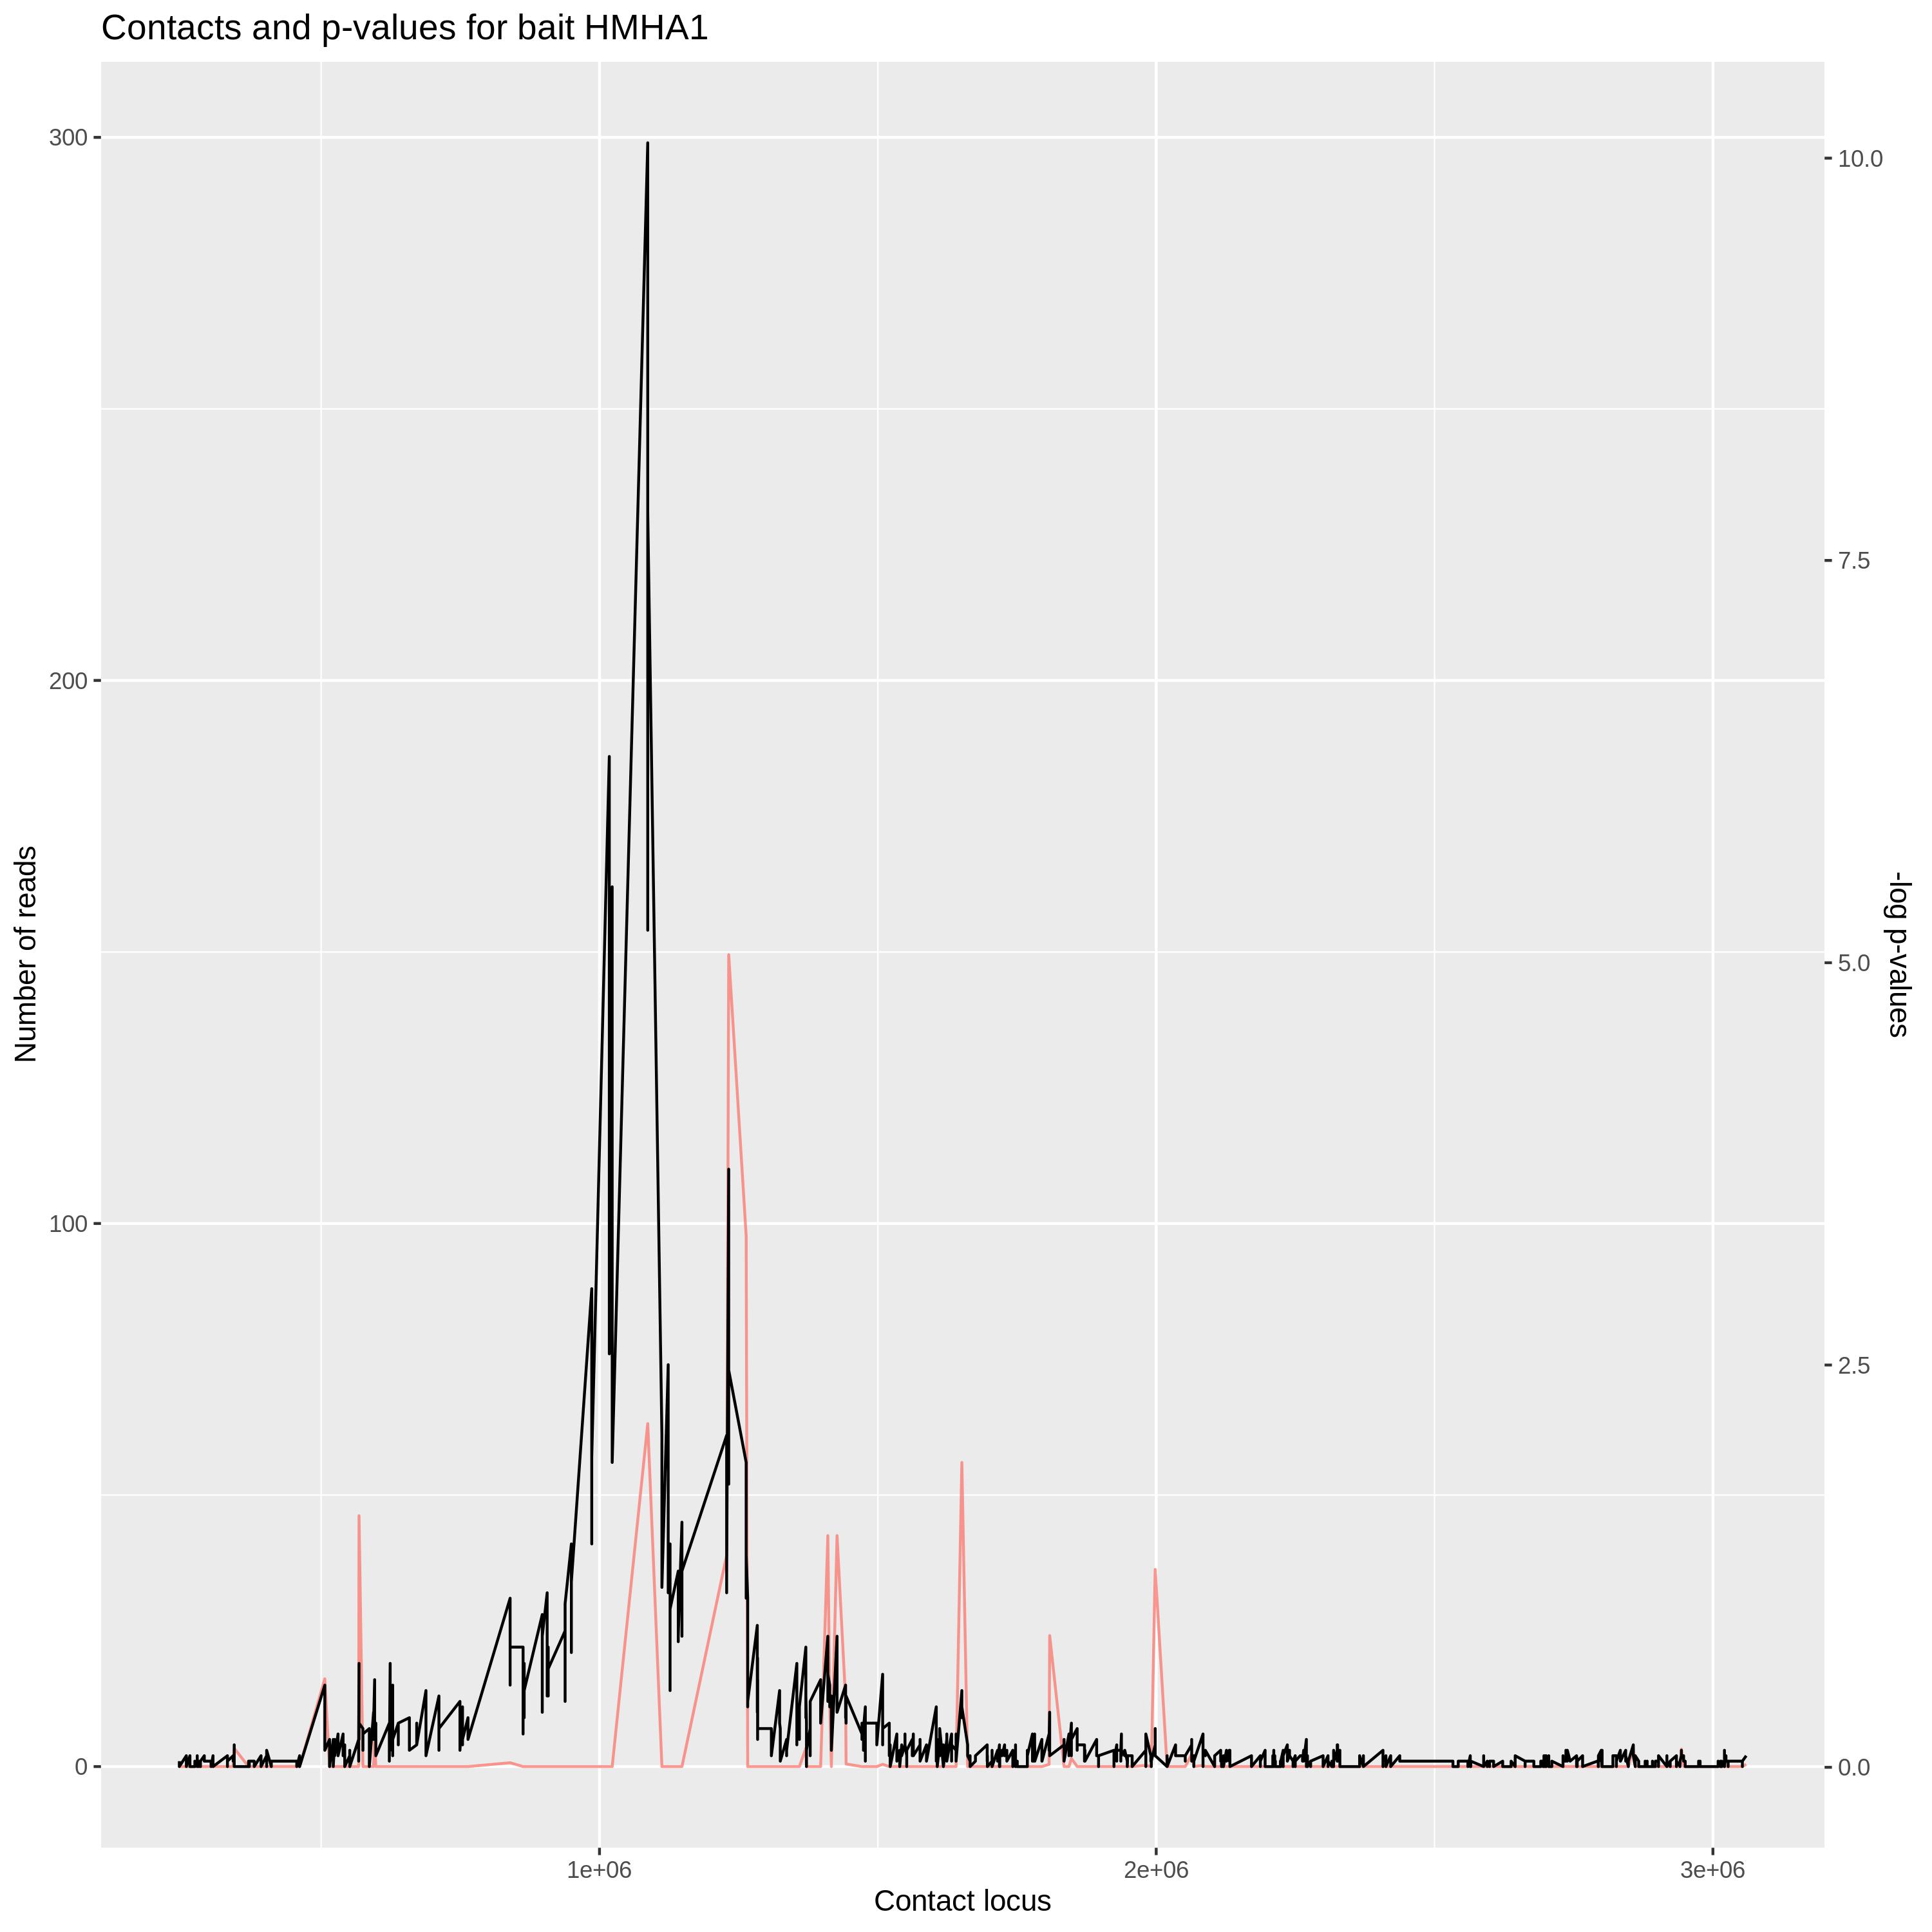 Contacts and p-values for bait HMHA1
300
200
100
0
Number of reads
10.0
7.5
5.0
2.5
0.0
-log p-values
1e+06
2e+06
3e+06
Contact locus